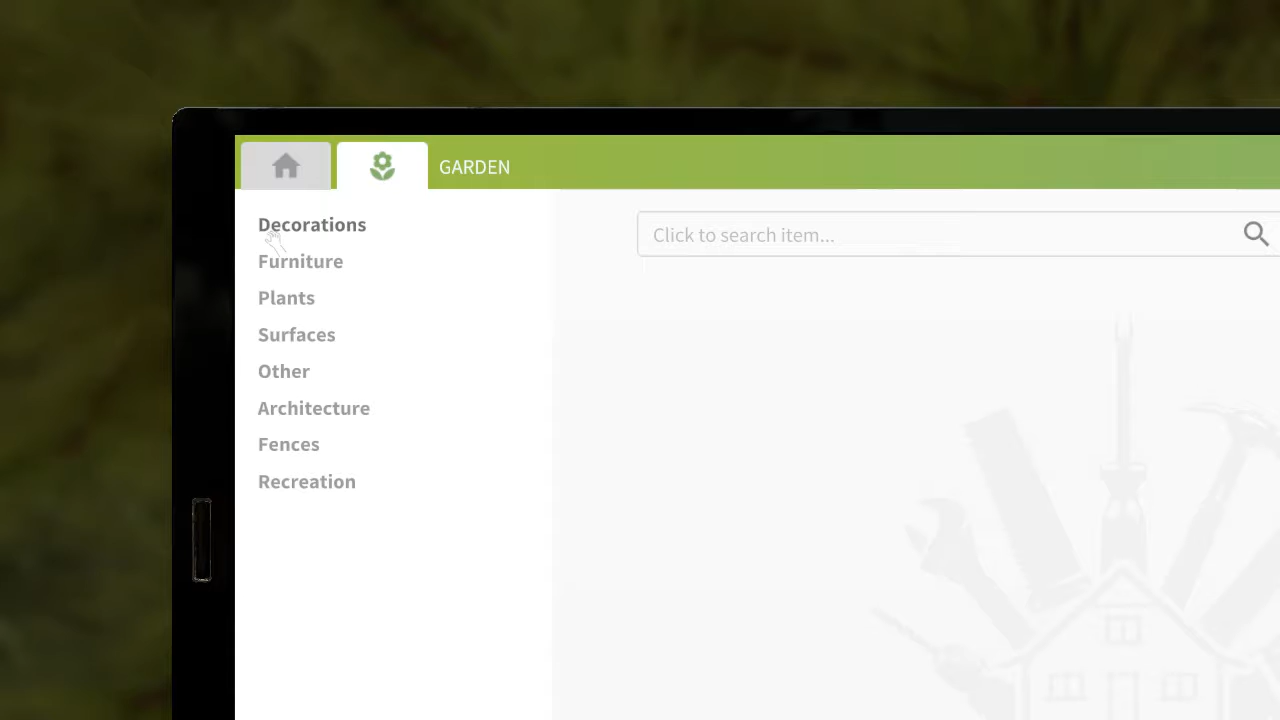 GARDEN
Decorations
Click to search item...
Furniture
Plants
Surfaces
Other
Architecture
Fences
Recreation